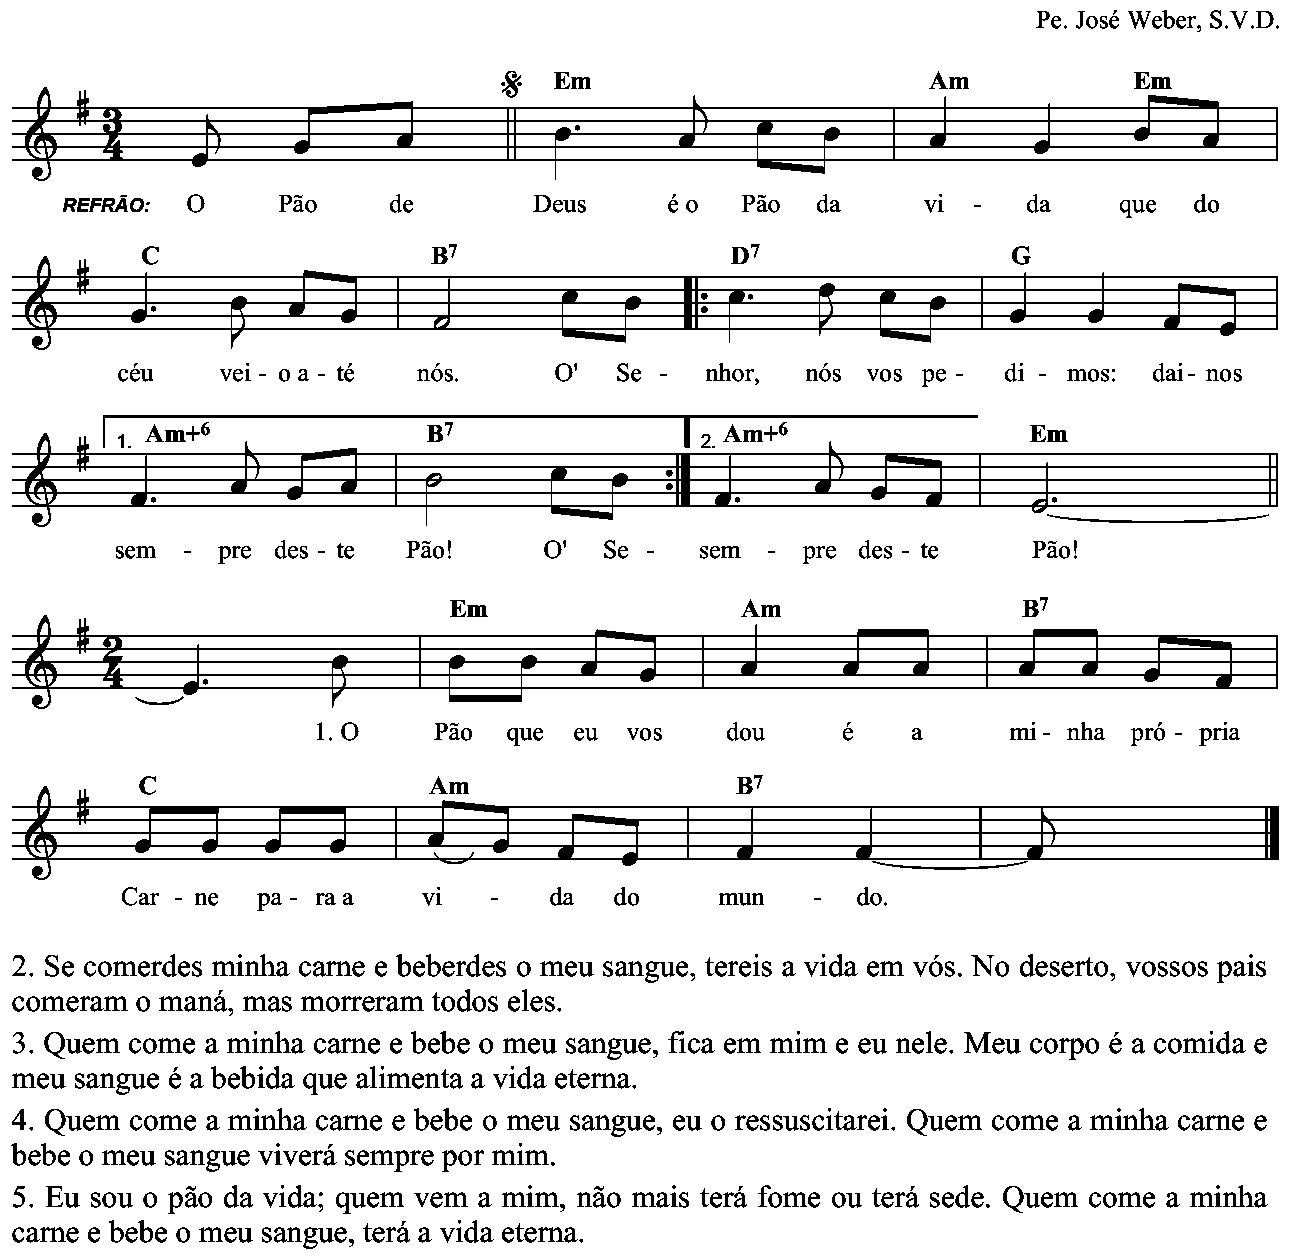 Pe. José Weber, S.V.D.
Em Am Em
3
4
REFRÃO: O Pão de Deus é o Pão da vi - da que do
C B7 D7 G
céu vei - o a - té nós. O' Se - nhor, nós vos pe - di - mos: dai - nos
1. Am+6 B7 2. Am+6 Em
sem - pre des - te Pão! O' Se - sem - pre des - te Pão!
Em Am B7
2
4
1. O Pão que eu vos dou é a mi - nha pró - pria
C Am B7
Car - ne pa - ra a vi - da do mun - do.
2. Se comerdes minha carne e beberdes o meu sangue, tereis a vida em vós. No deserto, vossos pais
comeram o maná, mas morreram todos eles.
3. Quem come a minha carne e bebe o meu sangue, fica em mim e eu nele. Meu corpo é a comida e
meu sangue é a bebida que alimenta a vida eterna.
4. Quem come a minha carne e bebe o meu sangue, eu o ressuscitarei. Quem come a minha carne e
bebe o meu sangue viverá sempre por mim.
5. Eu sou o pão da vida; quem vem a mim, não mais terá fome ou terá sede. Quem come a minha
carne e bebe o meu sangue, terá a vida eterna.